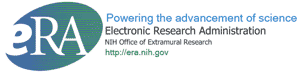 eRA
Powering the advancement of science
Electronic Research Administration
NIH Office of Extramural Research
http://era.nih.gov